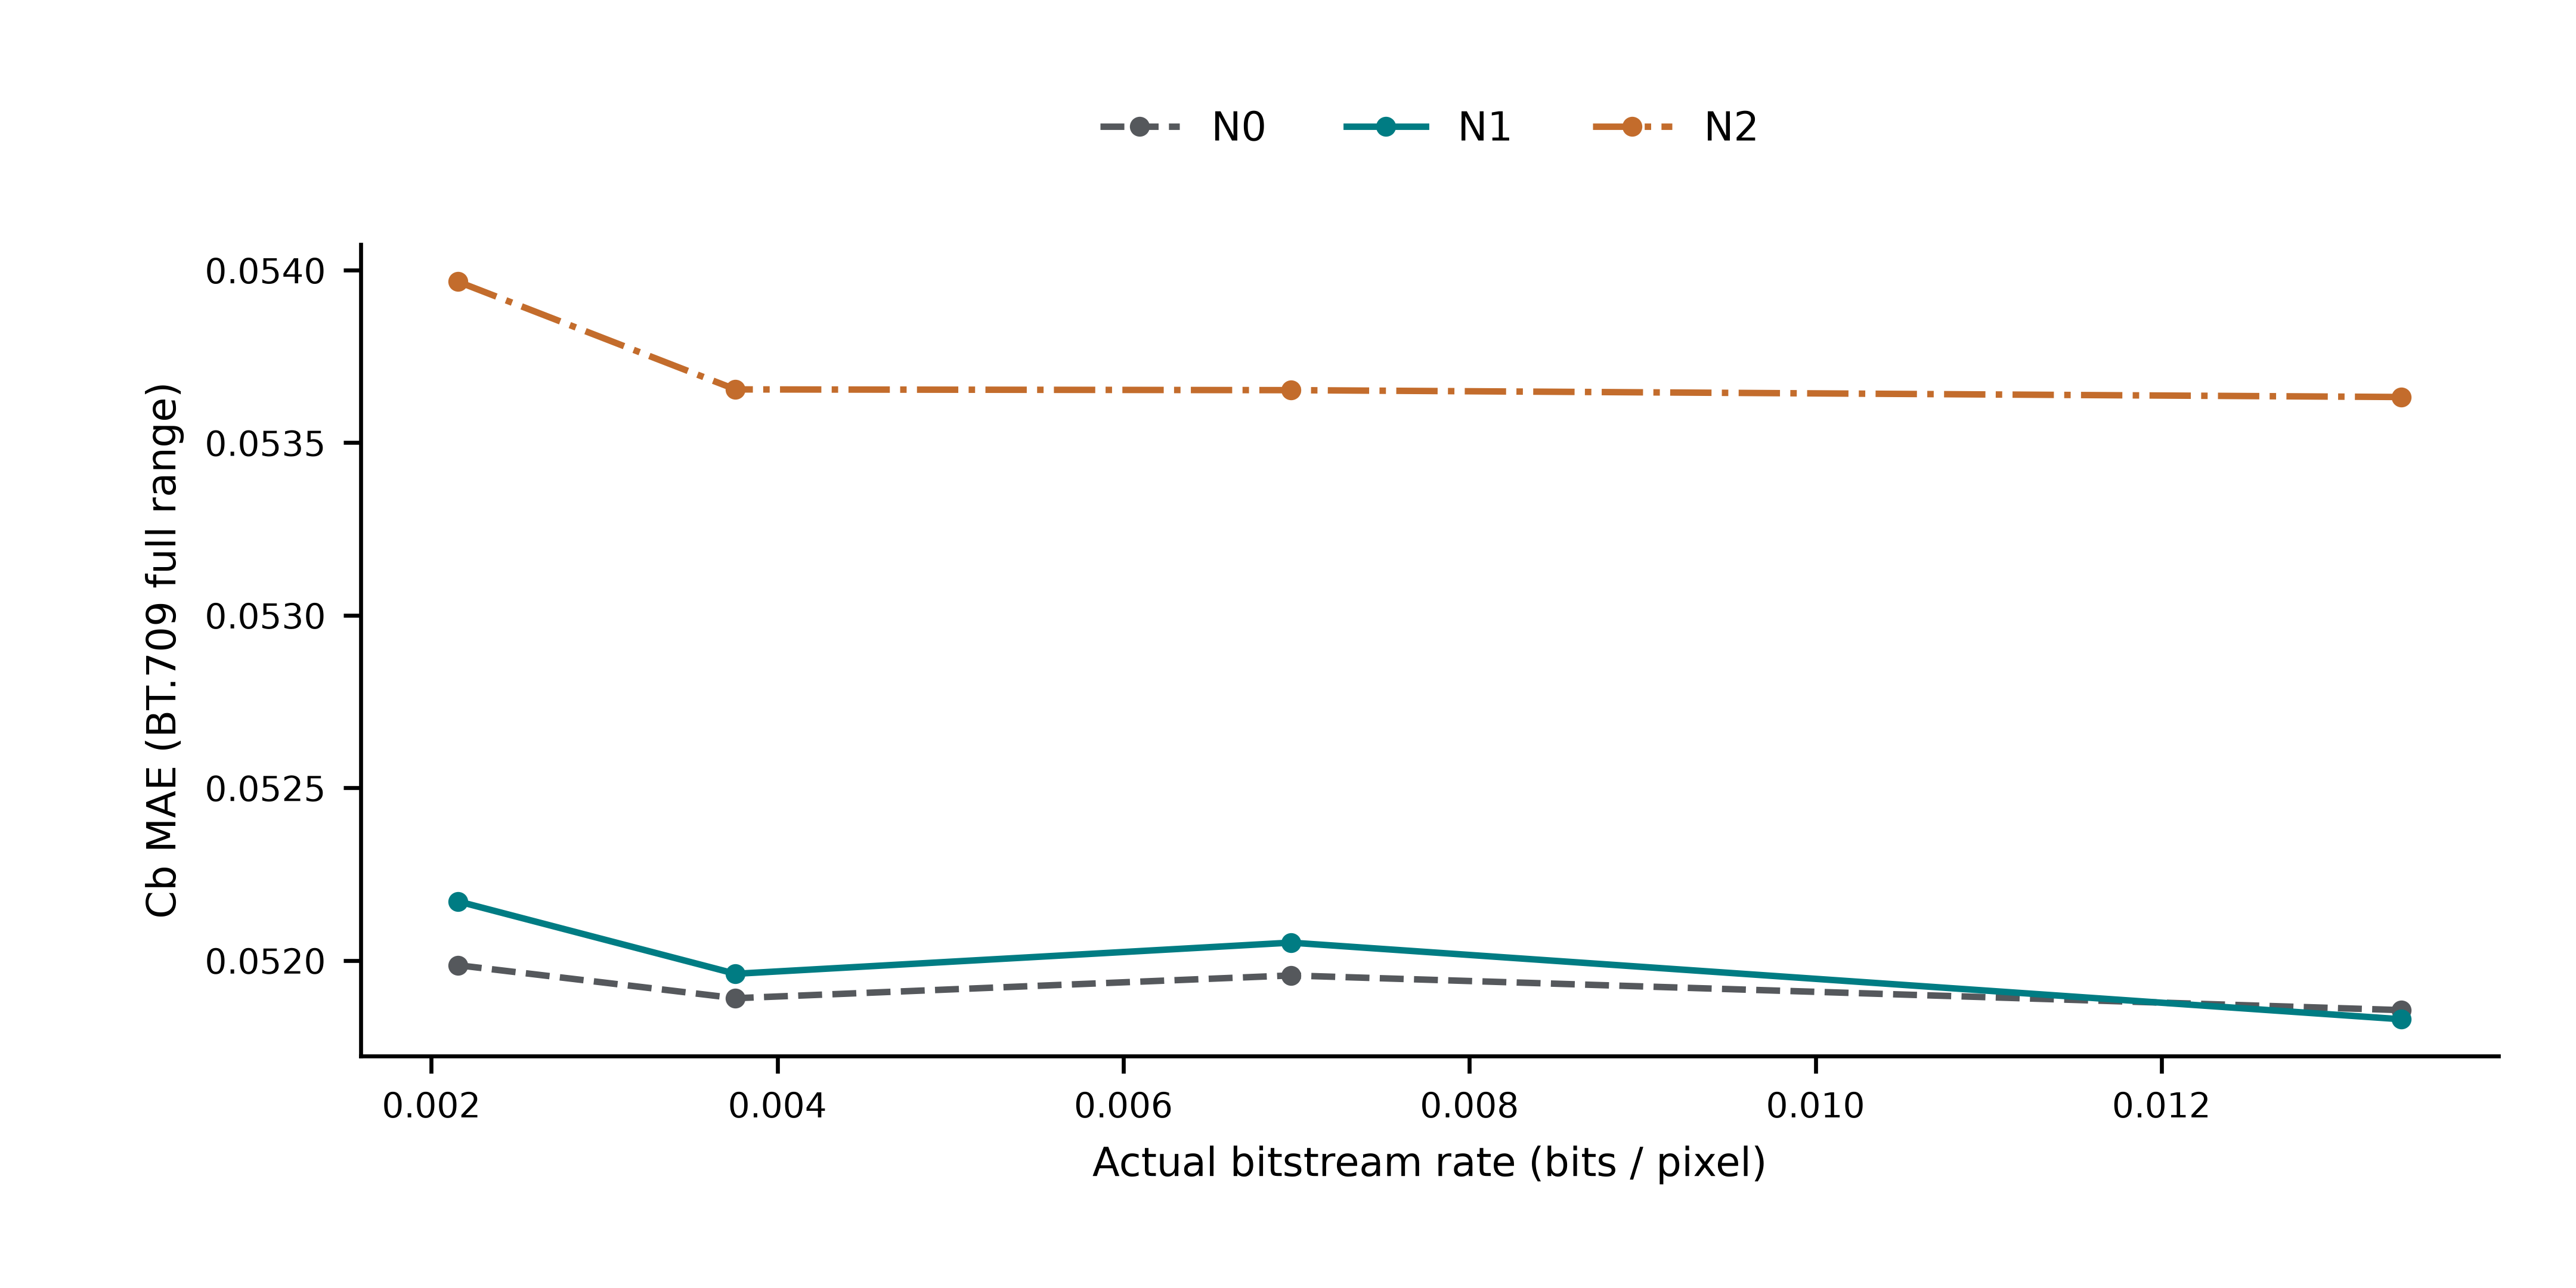 N0 N1 N2
0.0540
0.0535
0.0530
0.0525
0.0520
Cb MAE (BT.709 full range)
0.002 0.004 0.006 0.008 0.010 0.012
Actual bitstream rate (bits / pixel)